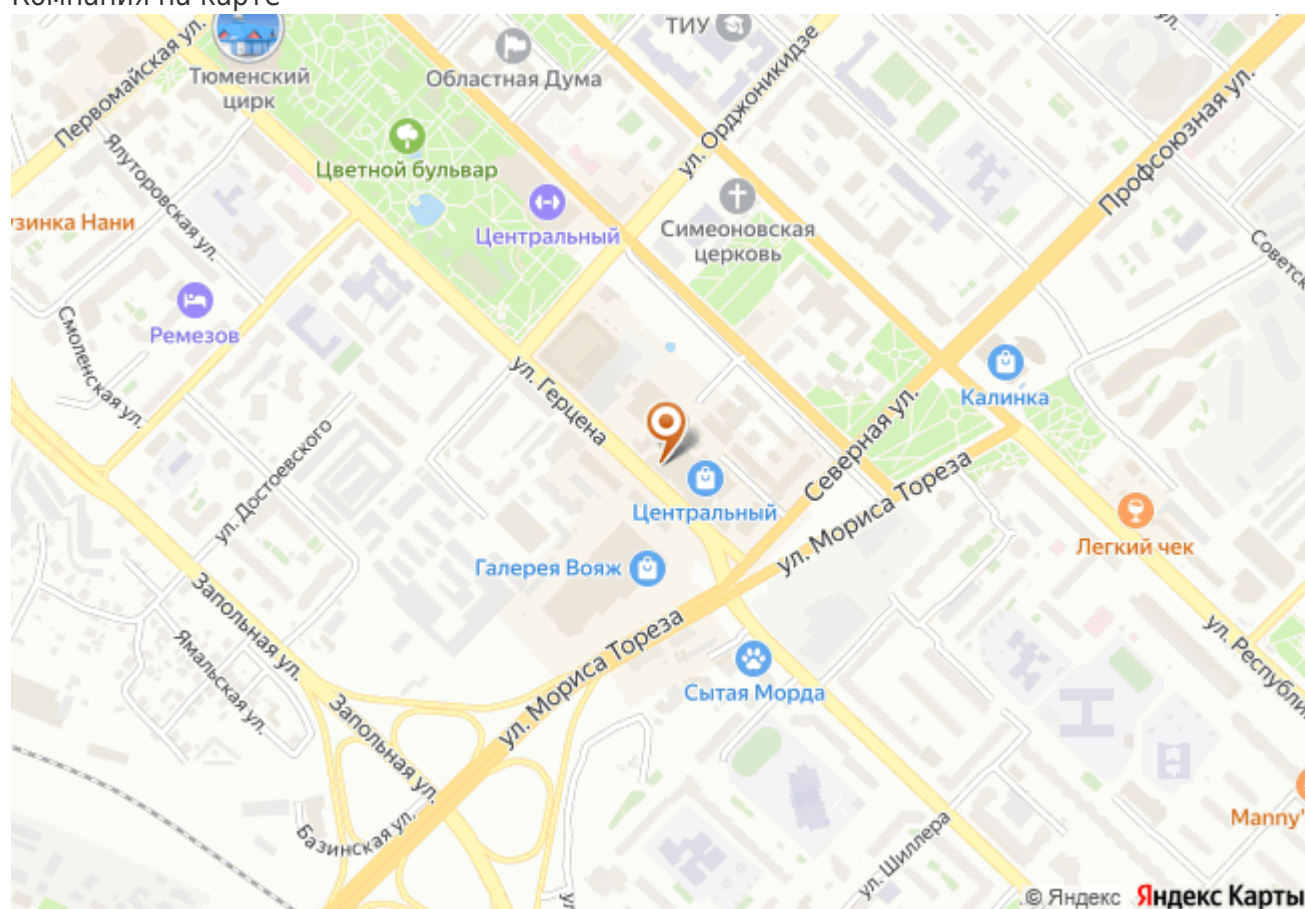 Компания на карте
ТИУ
Областная Дума
Тюменский
цирк
Первомайская ул.
ул. Орджоникидзе
Профсоюзная ул.
Цветной бульвар
Ялуторовская ул.
Центральный
Симеоновская
церковь
зинка Нани
Советск
Ремезов
Смоленская ул.
ул. Герцена
Калинка
ул. Достоевского
Северная ул.
Центральный
ул. Мориса Тореза
Легкий чек
Галерея Вояж
Запольная ул.
Ямальская ул.
ул. Мориса Тореза
Сытая Морда
ул. Республи
Запольная ул.
Базинская ул.
Manny'
ул. Шиллера
© Яндекс Яндекс Карты